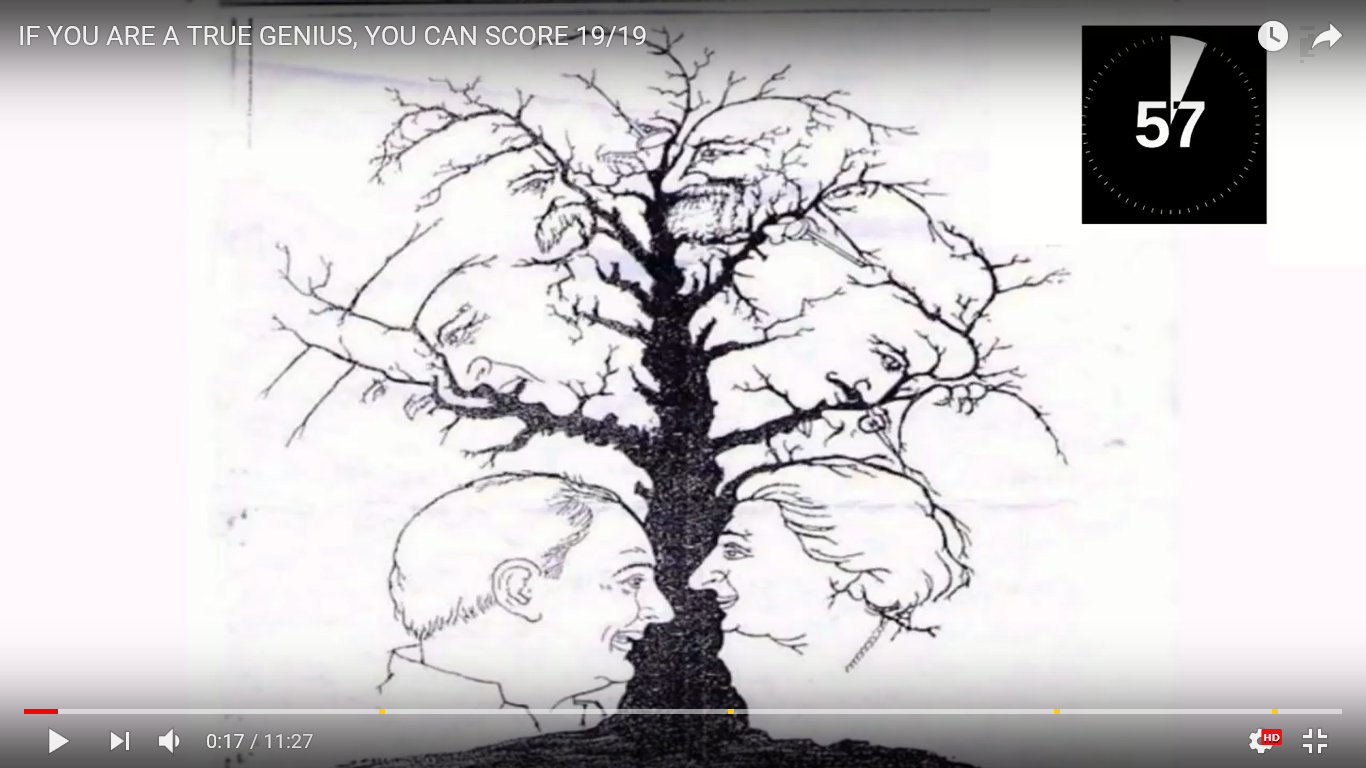 IF YOU ARE A TRUE GENIUS, YOU CAN SCORE 19/19
57
0:17 / 11:27
HD